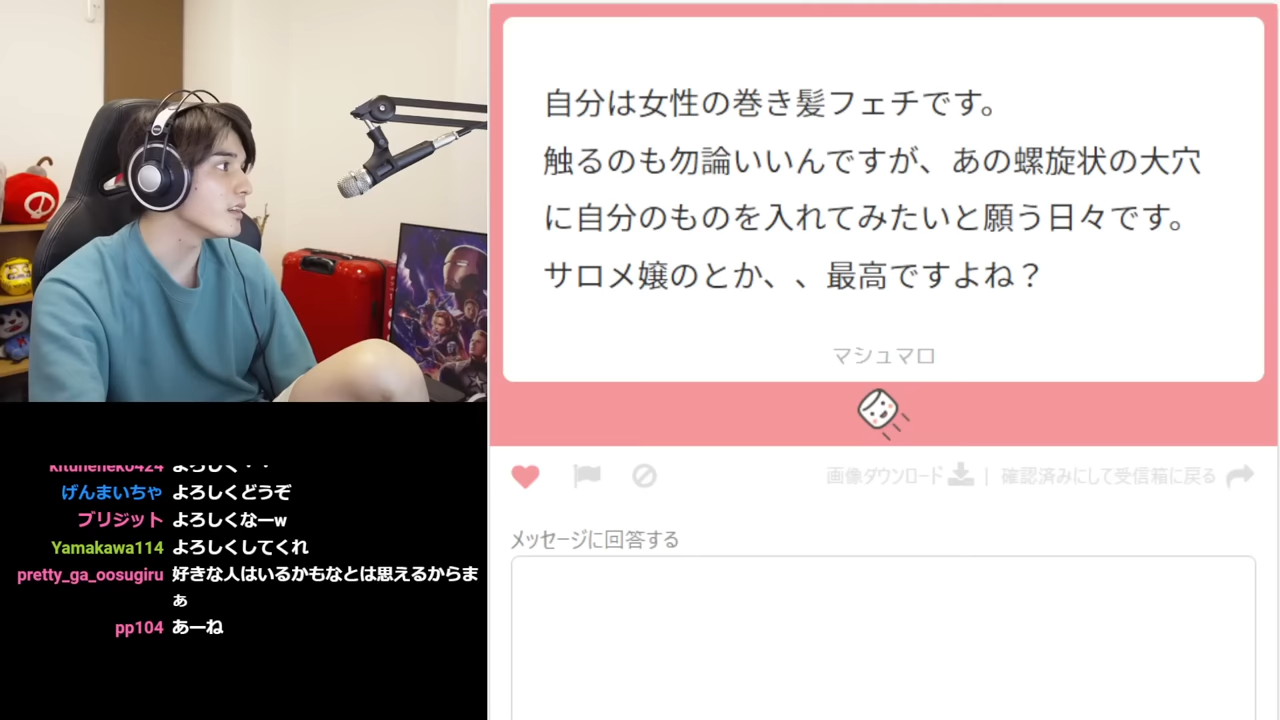 自分は女性の巻き髪フェチです。
触るのも勿論いいんですが、あの螺旋状の大穴
に自分のものを入れてみたいと願う日々です。
サロメ嬢のとか、、最高ですよね？
マシュマロ
画像ダウンロード | 確認済みにして受信箱に戻る
メッセージに回答する
kituneneko424 よろしく・・
げんまいちゃ よろしくどうぞ
ブリジット よろしくなーw
Yamakawa114 よろしくしてくれ
pretty_ga_oosugiru 好きな人はいるかもなとは思えるからま
ぁ
pp104 あーね